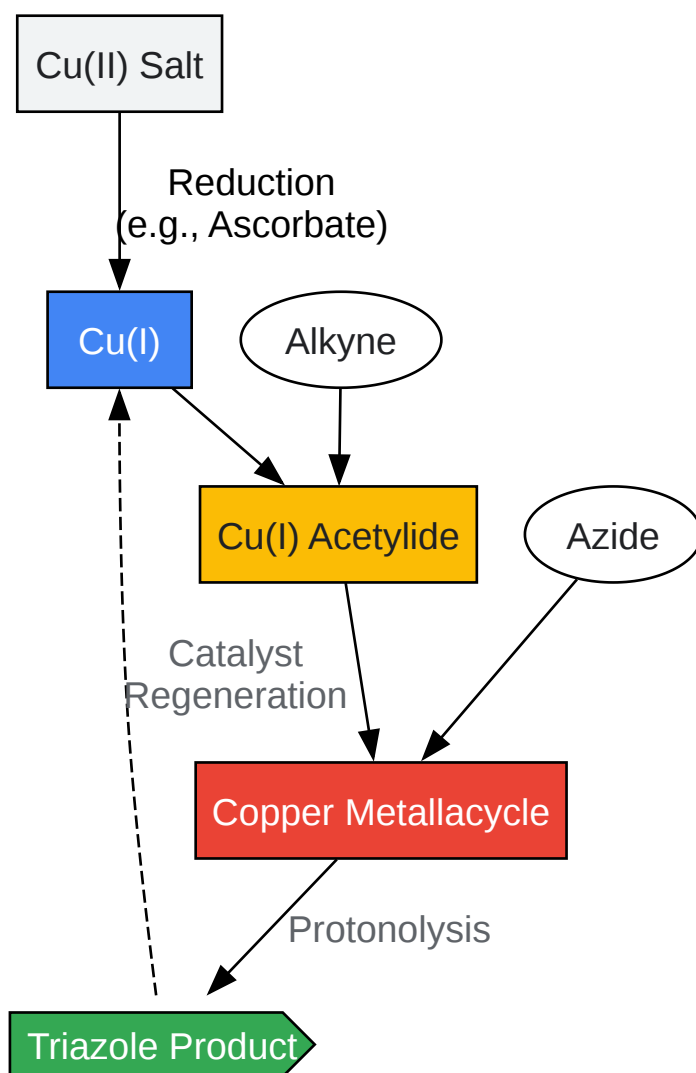 Cu(II) Salt
Reduction
(e.g., Ascorbate)
Cu(I)
Alkyne
Cu(I) Acetylide
Azide
Catalyst
Regeneration
Copper Metallacycle
Protonolysis
Triazole Product